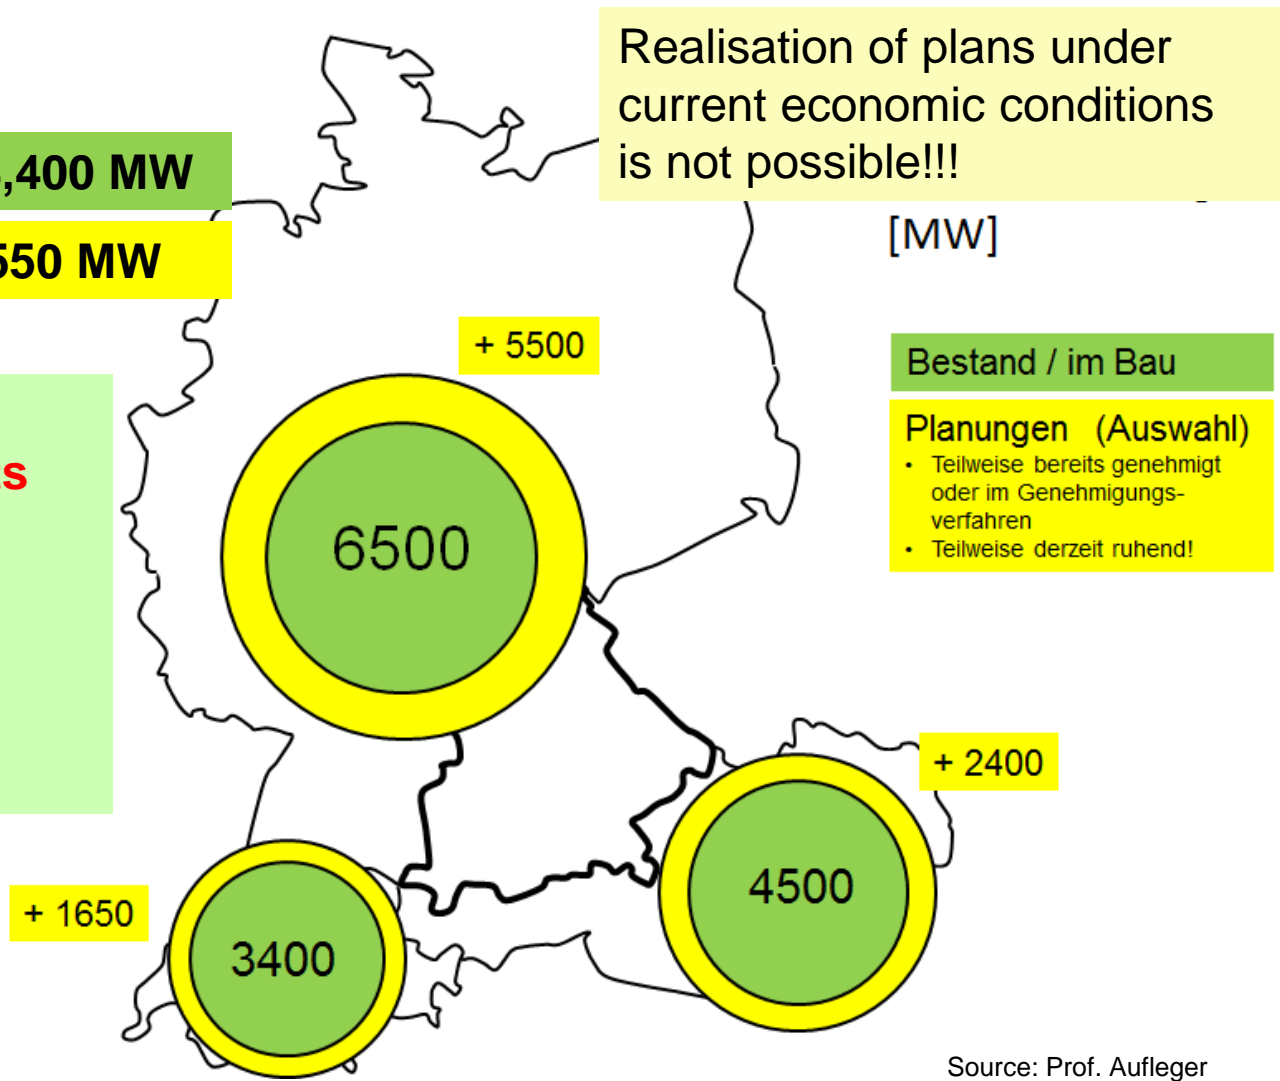 Realisation of plans under
current economic conditions
is not possible!!!
,400 MW
550 MW
[MW]
+ 5500
Bestand / im Bau
Planungen (Auswahl)
• Teilweise bereits genehmigt
oder im Genehmigungs-
verfahren
• Teilweise derzeit ruhend!
6500
+ 2400
4500
+ 1650
3400
Source: Prof. Aufleger